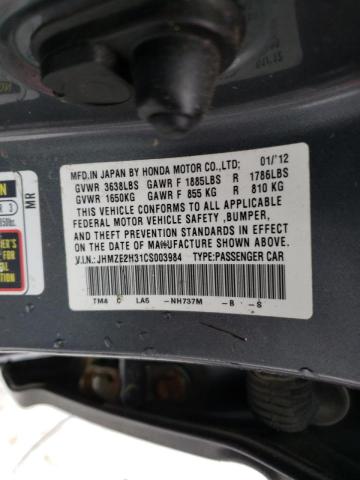 MFD.IN JAPAN BY HONDA MOTOR CO.,LTD; 01/'12
GVWR 3638LBS GAWR F 1885LBS R 1786LBS
GVWR 1650KG GAWR F 855 KG R 810 KG
THIS VEHICLE CONFORMS TO ALL APPLICABLE
FEDERAL MOTOR VEHICLE SAFETY ,BUMPER,
AND THEFT PREVENTION STANDARDS IN EFFECT
ON THE DATE OF MANUFACTURE SHOWN ABOVE.
V.I.N.: JHMZE2H31CS003984 TYPE:PASSENGER CAR
TM8 C LA5 -NH737M -B -S
MR